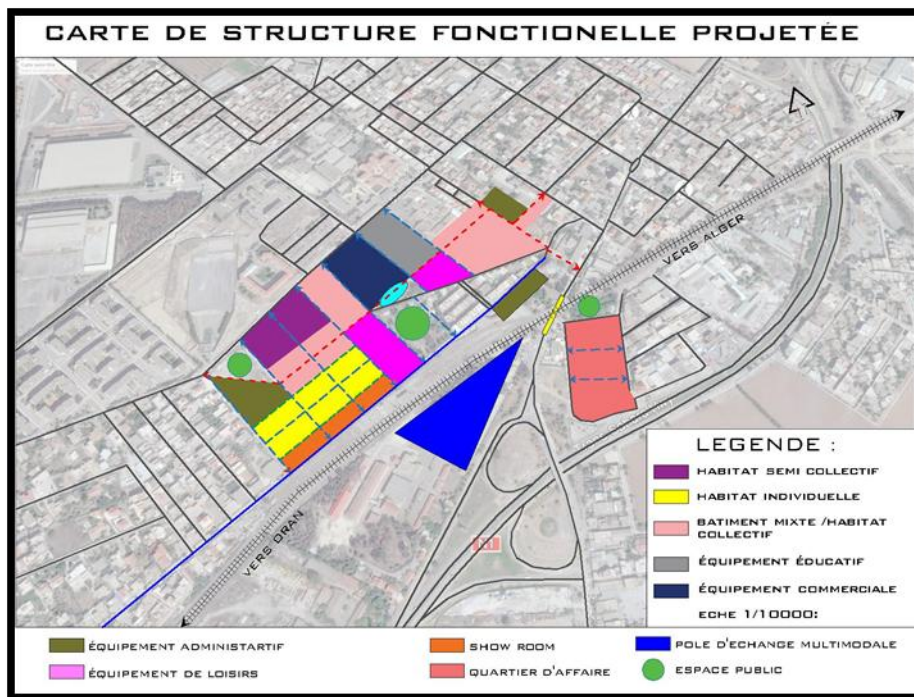 CARTE DE STRUCTURE FONCTIONELLE PROJETÉE
VERS ALGER
VERS ORAN
LEGENDE :
HABITAT SEMI COLLECTIF
HABITAT INDIVIDUELLE
BATIMENT MIXTE /HABITAT
COLLECTIF
ÉQUIPEMENT ÉDUCATIF
ÉQUIPEMENT COMMERCIALE
ECHE 1/10000:
ÉQUIPEMENT ADMINISTARTIF
SHOW ROOM
POLE D'ECHANGE MULTIMODALE
ÉQUIPEMENT DE LOISIRS
QUARTIER D'AFFAIRE
ESPACE PUBLIC